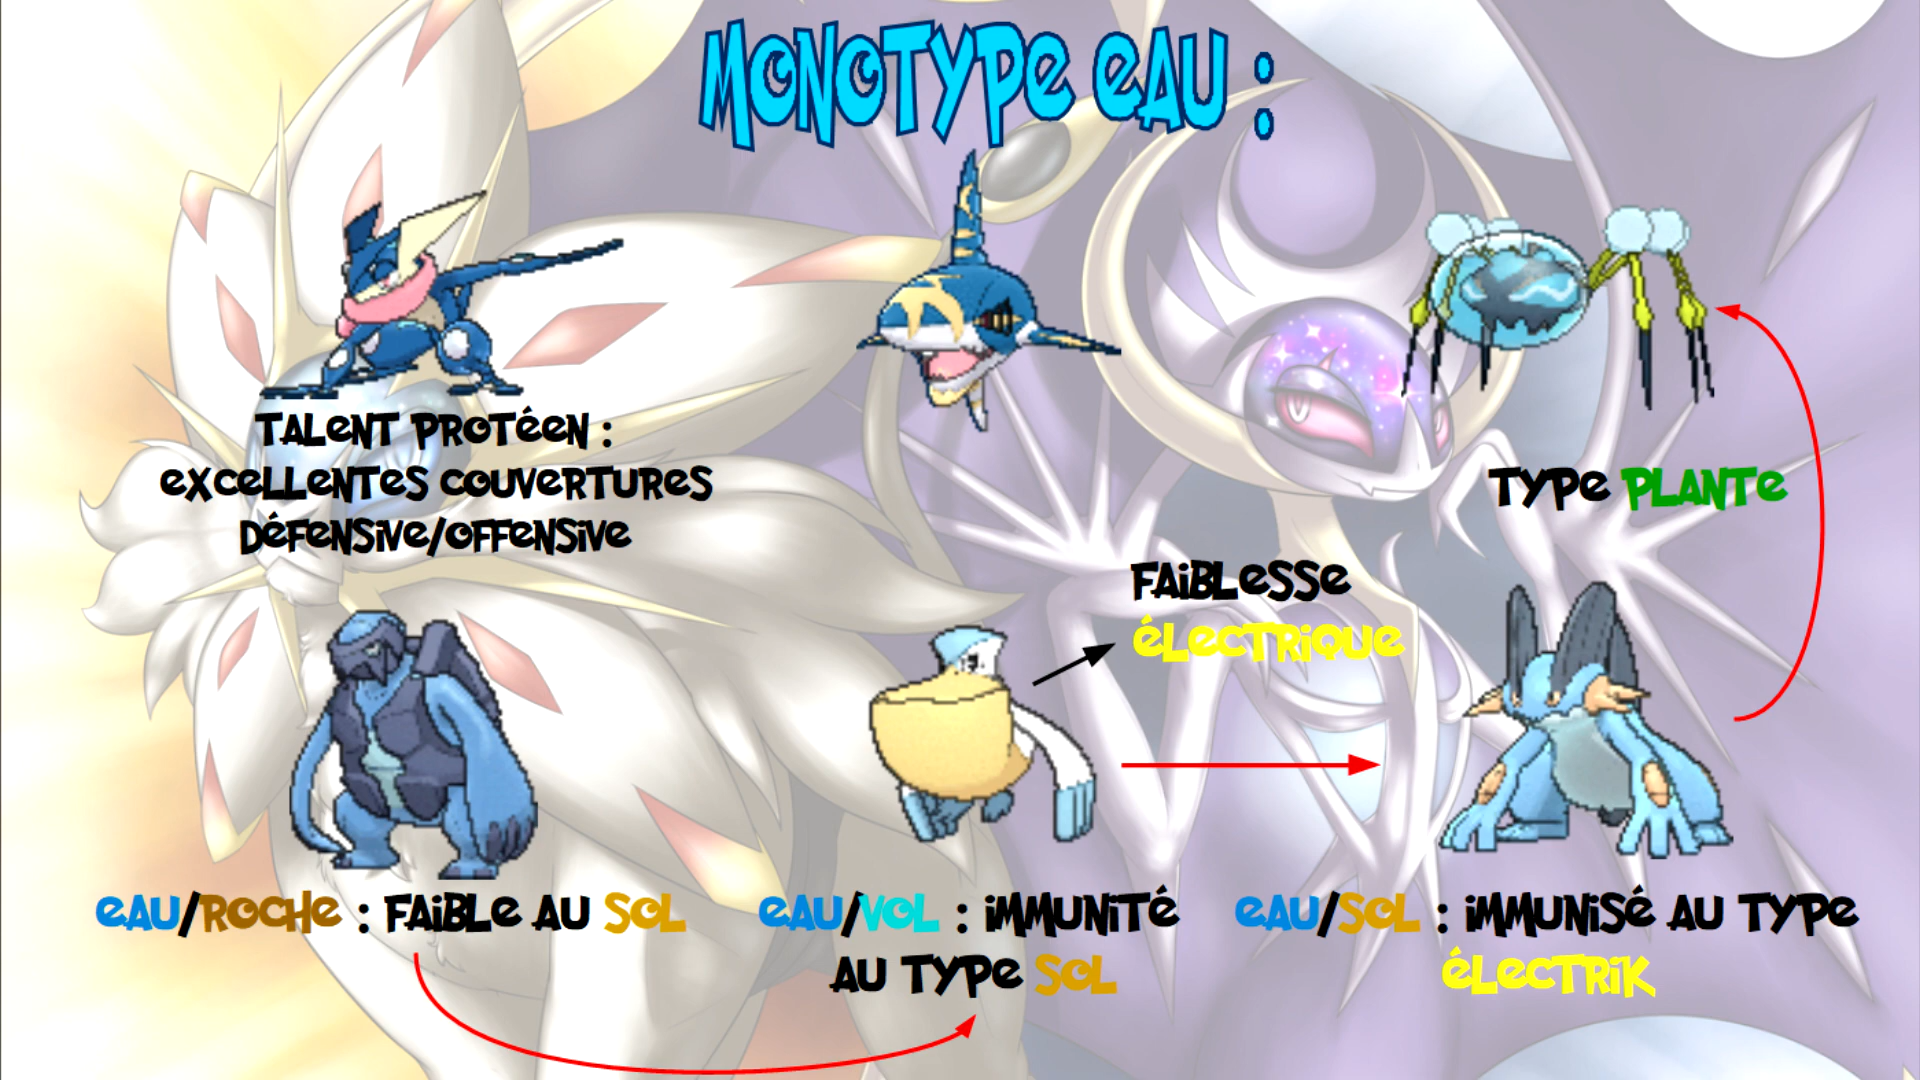 MONOTYPE EAU :
TALENT PROTÉEN :
EXCELLENTES COUVERTURES
DÉFENSIVE/OFFENSIVE
TYPE PLANTE
FAIBLESSE
ÉLECTRIQUE
EAU/ROCHE : FAIBLE AU SOL
EAU/VOL : IMMUNITÉ
AU TYPE SOL
EAU/SOL : IMMUNISÉ AU TYPE
ÉLECTRIK